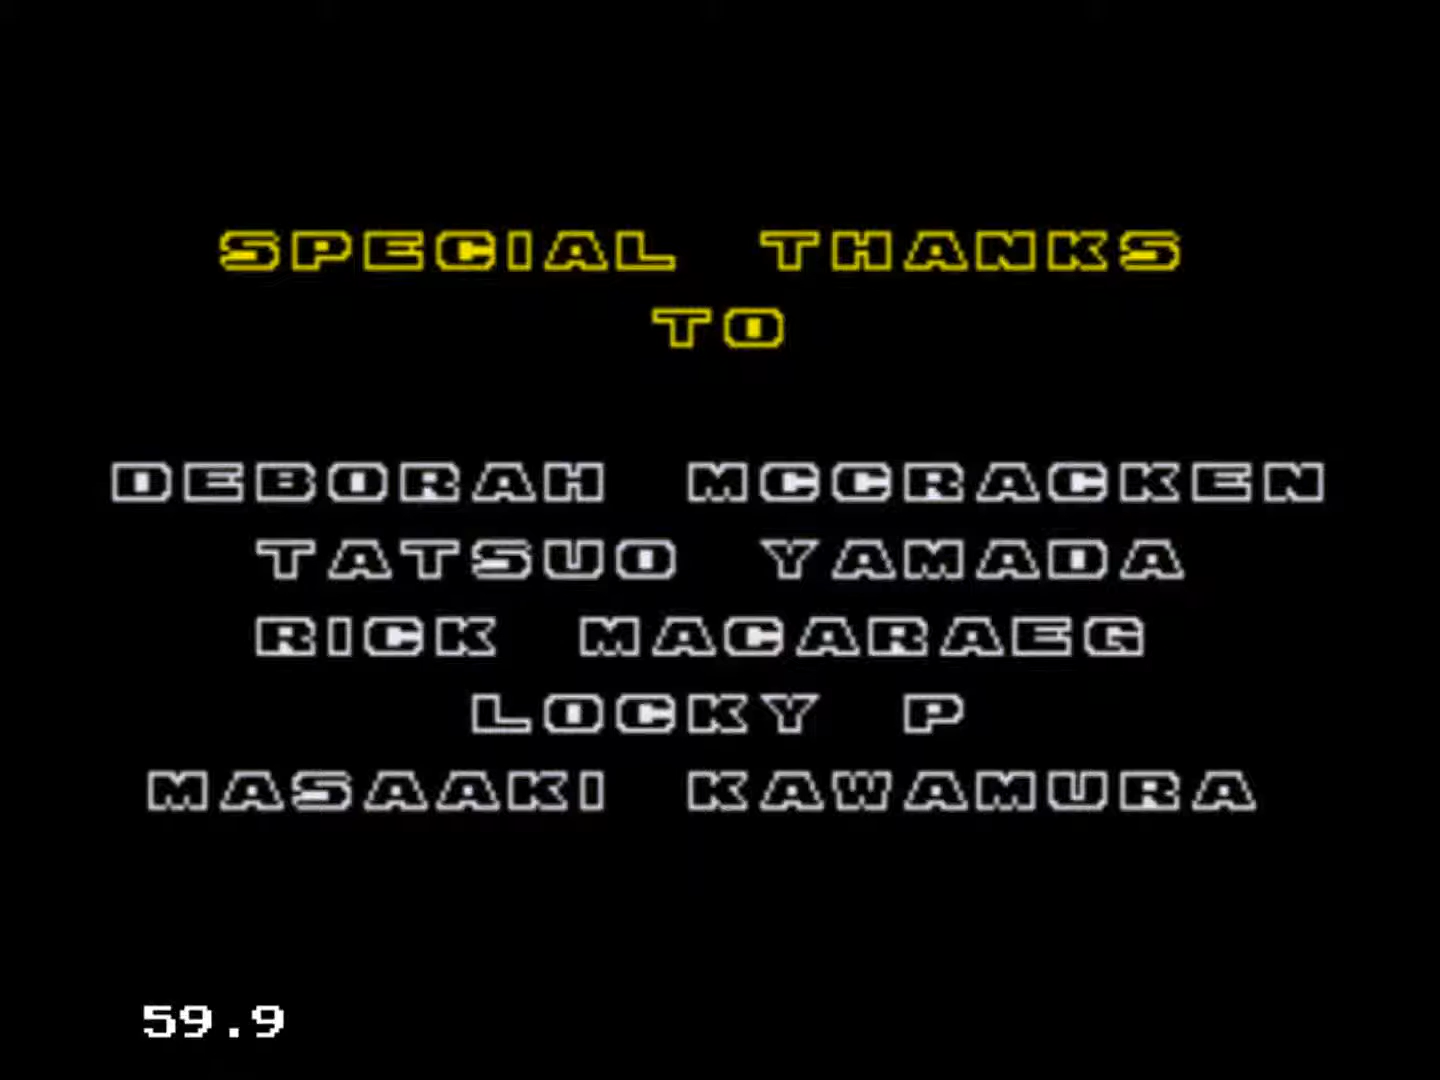 SPECIAL THANKS
TO
DEBORAH MCCRACKEN
TATSUO YAMADA
RICK MACARAEG
LOCKY P
MASAAKI KAWAMURA
59.9